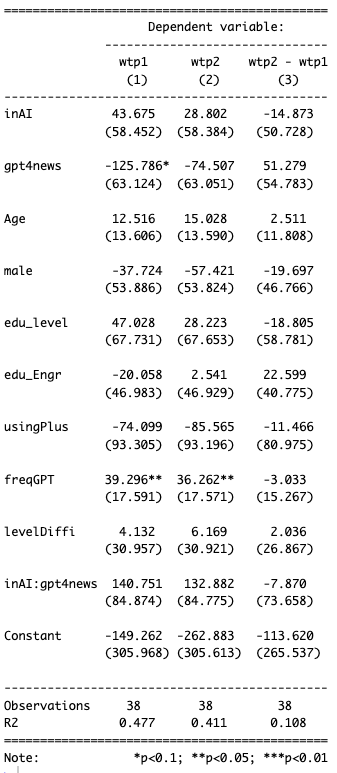 Dependent variable:
wtp1 wtp2 wtp2 - wtp1
(1) (2) (3)
inAI 43.675 28.802 -14.873
(58.452) (58.384) (50.728)
gpt4news -125.786* -74.507 51.279
(63.124) (63.051) (54.783)
Age 12.516 15.028 2.511
(13.606) (13.590) (11.808)
male -37.724 -57.421 -19.697
(53.886) (53.824) (46.766)
edu_level 47.028 28.223 -18.805
(67.731) (67.653) (58.781)
edu_Engr -20.058 2.541 22.599
(46.983) (46.929) (40.775)
usingPlus -74.099 -85.565 -11.466
(93.305) (93.196) (80.975)
freqGPT 39.296** 36.262** -3.033
(17.591) (17.571) (15.267)
levelDiffi 4.132 6.169 2.036
(30.957) (30.921) (26.867)
inAI:gpt4news 140.751 132.882 -7.870
(84.874) (84.775) (73.658)
Constant -149.262 -262.883 -113.620
(305.968) (305.613) (265.537)
Observations 38 38 38
R2 0.477 0.411 0.108
Note: *p<0.1; **p<0.05; ***p<0.01